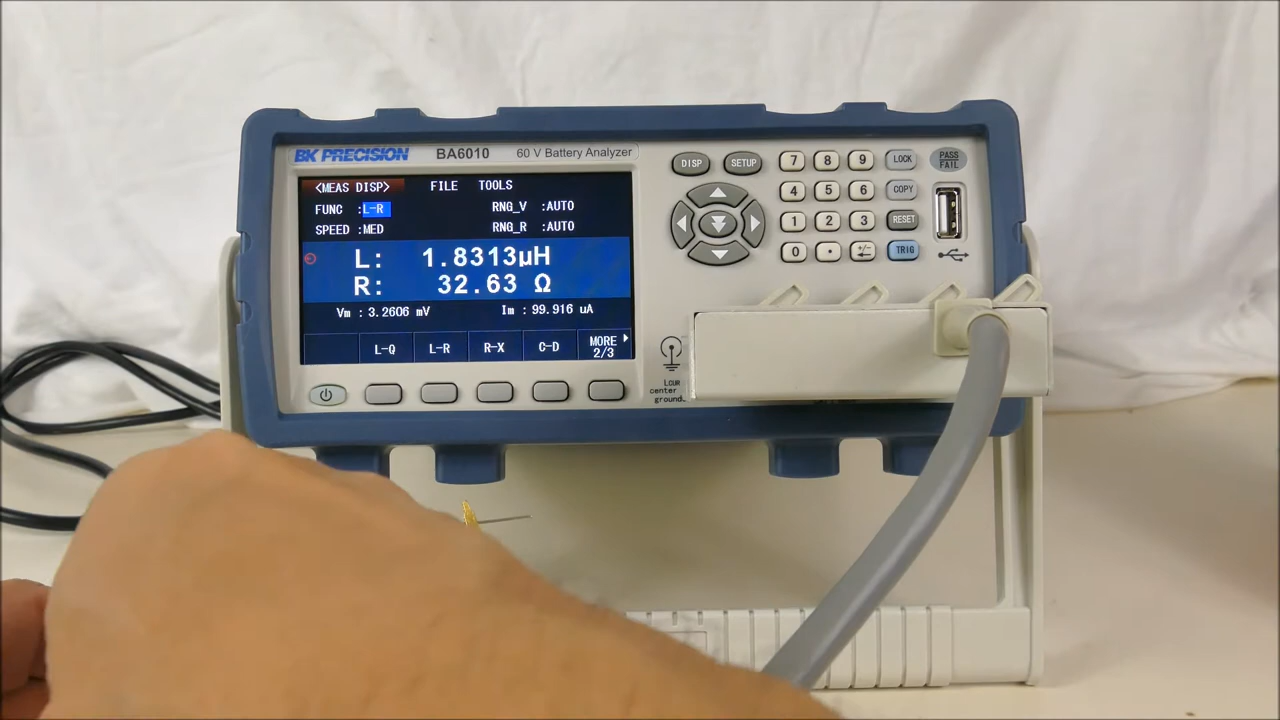 BK PRECISION BA6010 60 V Battery Analyzer
<MEAS DISP> FILE TOOLS
FUNC :L-R RNG_V :AUTO
SPEED :MED RNG_R :AUTO
L: 1.8313µH
R: 32.63 Ω
Vm : 3.2606 mV Im : 99.916 uA
L-Q L-R R-X C-D MORE 2/3
DISP SETUP 7 8 9 LOCK PASS FAIL
4 5 6 COPY
1 2 3 RESET
0 . +/- TRIG
Lcur
center
ground